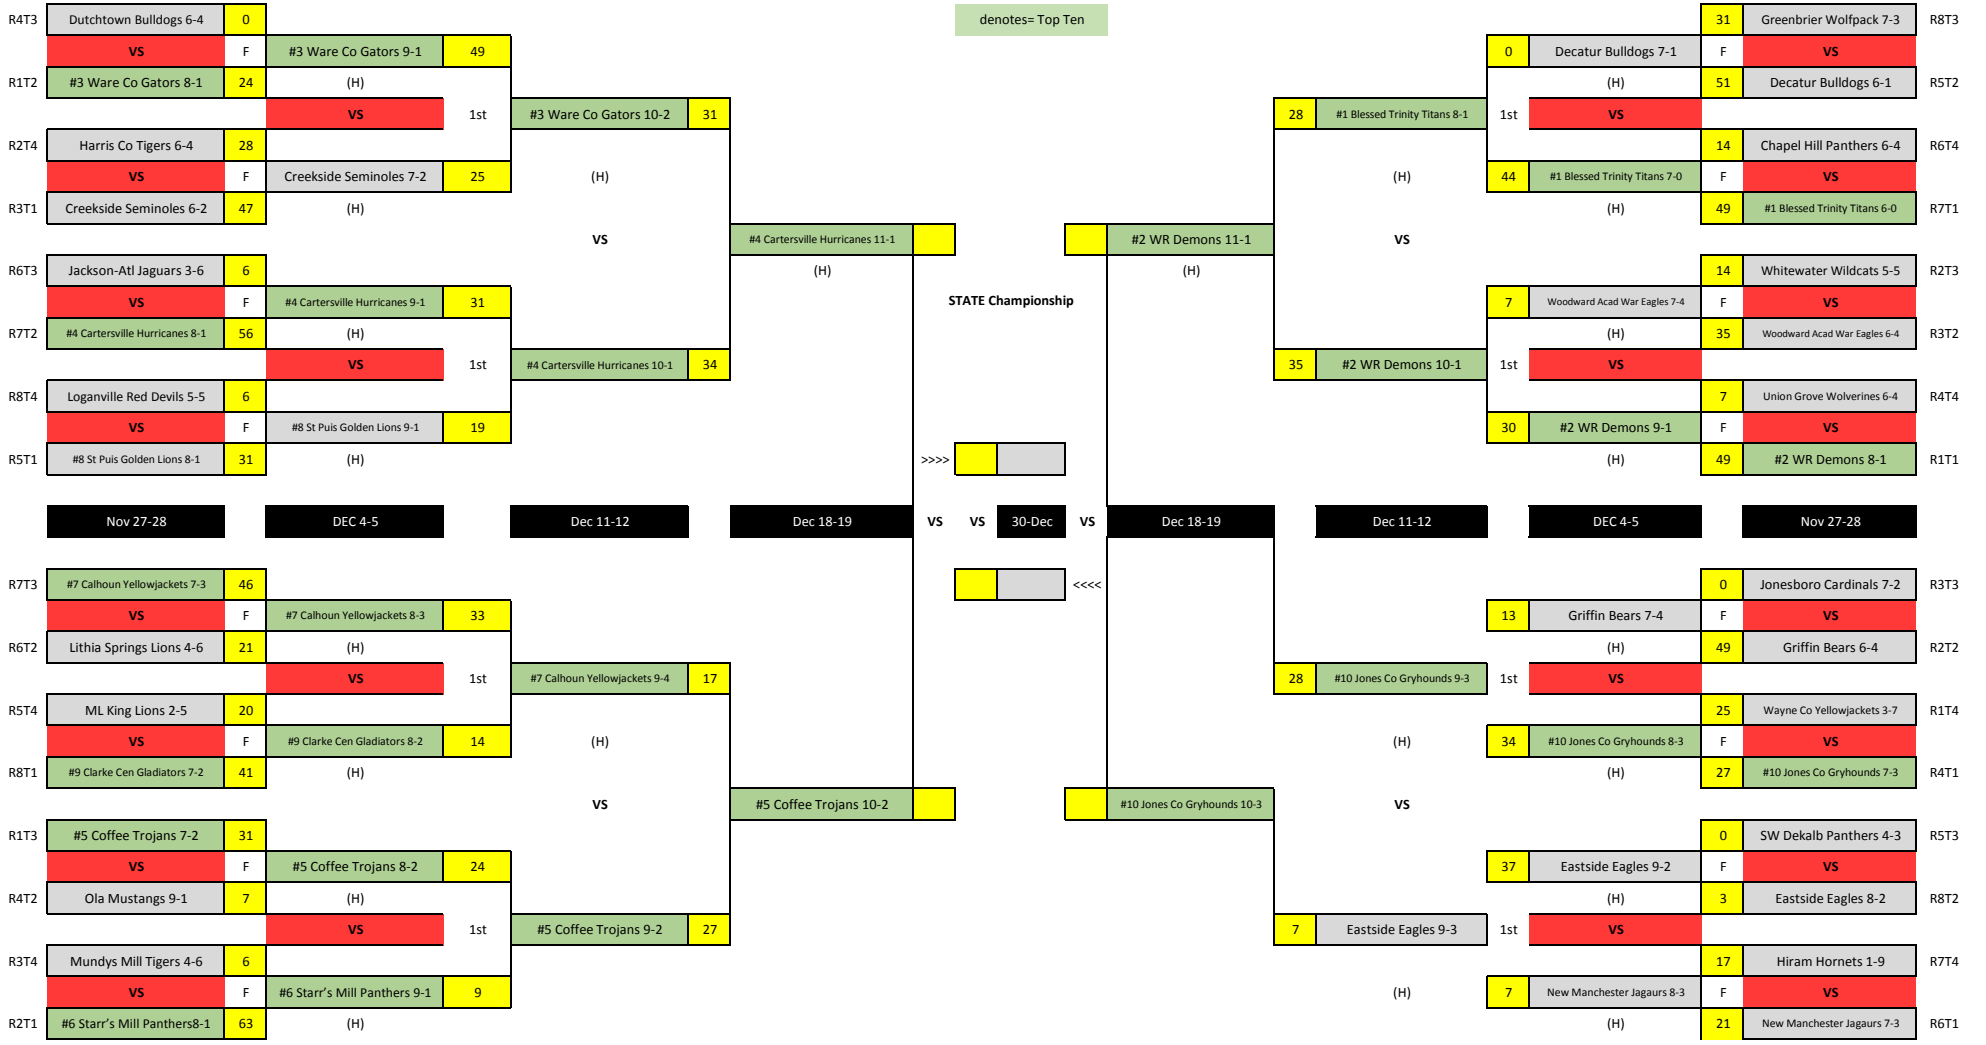 R4T3 Dutchtown Bulldogs 6-4 0 denotes= Top Ten 31 Greenbrier Wolfpack 7-3 R8T3
VS F #3 Ware Co Gators 9-1 49 0 Decatur Bulldogs 7-1 F VS
R1T2 #3 Ware Co Gators 8-1 24 (H) (H) 51 Decatur Bulldogs 6-1 R5T2
VS 1st #3 Ware Co Gators 10-2 31 28 #1 Blessed Trinity Titans 8-1 1st VS
R2T4 Harris Co Tigers 6-4 28 14 Chapel Hill Panthers 6-4 R6T4
VS F Creekside Seminoles 7-2 25 (H) (H) 44 #1 Blessed Trinity Titans 7-0 F VS
R3T1 Creekside Seminoles 6-2 47 (H) (H) 49 #1 Blessed Trinity Titans 6-0 R7T1
VS #4 Cartersville Hurricanes 11-1 #2 WR Demons 11-1 VS
R6T3 Jackson-Atl Jaguars 3-6 6 (H) (H) 14 Whitewater Wildcats 5-5 R2T3
VS F #4 Cartersville Hurricanes 9-1 31 STATE Championship 7 Woodward Acad War Eagles 7-4 F VS
R7T2 #4 Cartersville Hurricanes 8-1 56 (H) (H) 35 Woodward Acad War Eagles 6-4 R3T2
VS 1st #4 Cartersville Hurricanes 10-1 34 35 #2 WR Demons 10-1 1st VS
R8T4 Loganville Red Devils 5-5 6 7 Union Grove Wolverines 6-4 R4T4
VS F #8 St Puis Golden Lions 9-1 19 30 #2 WR Demons 9-1 F VS
R5T1 #8 St Puis Golden Lions 8-1 31 (H) >>>> (H) 49 #2 WR Demons 8-1 R1T1
Nov 27-28 DEC 4-5 Dec 11-12 Dec 18-19 VS VS 30-Dec VS Dec 18-19 Dec 11-12 DEC 4-5 Nov 27-28
R7T3 #7 Calhoun Yellowjackets 7-3 46 <<<< 0 Jonesboro Cardinals 7-2 R3T3
VS F #7 Calhoun Yellowjackets 8-3 33 13 Griffin Bears 7-4 F VS
R6T2 Lithia Springs Lions 4-6 21 (H) (H) 49 Griffin Bears 6-4 R2T2
VS 1st #7 Calhoun Yellowjackets 9-4 17 28 #10 Jones Co Gryhounds 9-3 1st VS
R5T4 ML King Lions 2-5 20 25 Wayne Co Yellowjackets 3-7 R1T4
VS F #9 Clarke Cen Gladiators 8-2 14 (H) (H) 34 #10 Jones Co Gryhounds 8-3 F VS
R8T1 #9 Clarke Cen Gladiators 7-2 41 (H) (H) 27 #10 Jones Co Gryhounds 7-3 R4T1
VS #5 Coffee Trojans 10-2 #10 Jones Co Gryhounds 10-3 VS
R1T3 #5 Coffee Trojans 7-2 31 0 SW Dekalb Panthers 4-3 R5T3
VS F #5 Coffee Trojans 8-2 24 37 Eastside Eagles 9-2 F VS
R4T2 Ola Mustangs 9-1 7 (H) (H) 3 Eastside Eagles 8-2 R8T2
VS 1st #5 Coffee Trojans 9-2 27 7 Eastside Eagles 9-3 1st VS
R3T4 Mundys Mill Tigers 4-6 6 17 Hiram Hornets 1-9 R7T4
VS F #6 Starr’s Mill Panthers 9-1 9 (H) 7 New Manchester Jagaurs 8-3 F VS
R2T1 #6 Starr’s Mill Panthers8-1 63 (H) (H) 21 New Manchester Jagaurs 7-3 R6T1